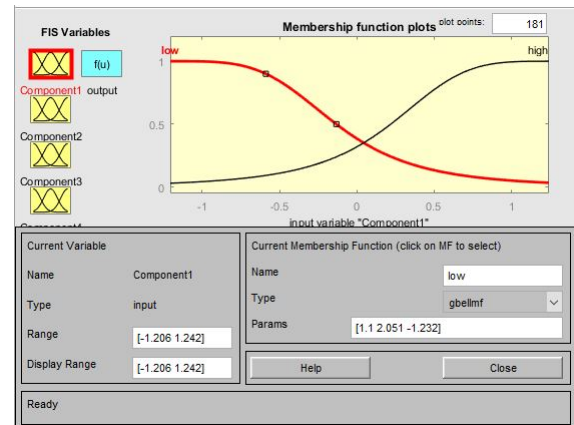 FIS Variables
Membership function plots
plot points:
181
f(u)
Component1
output
Component2
Component3
low
high
1
0.5
0
-1
-0.5
0
0.5
1
input variable "Component1"
Current Variable
Name
Component1
Type
input
Range
[-1.206 1.242]
Display Range
[-1.206 1.242]
Current Membership Function (click on MF to select)
Name
low
Type
gbellmf
Params
[1.1 2.051 -1.232]
Help
Close
Ready